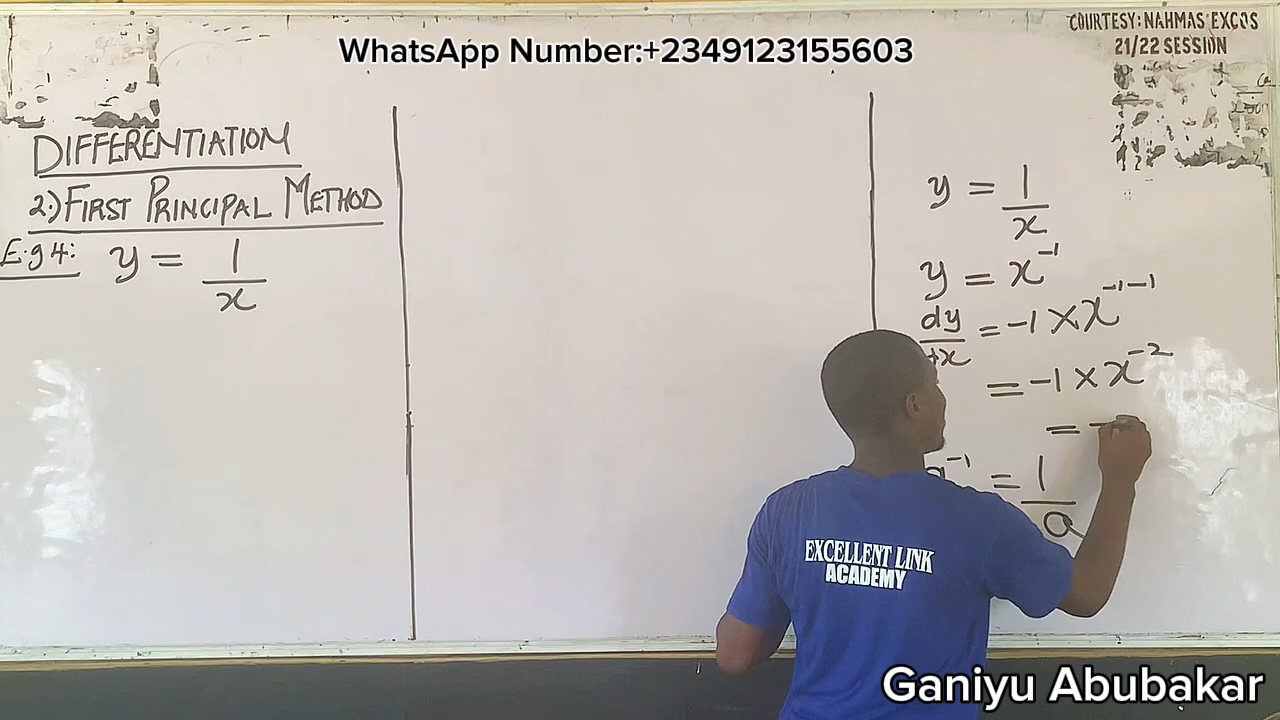 WhatsApp Number:+2349123155603
COURTESY: NAHMAS EXCOS
21/22 SESSION
DIFFERENTIATION
2.) FIRST PRINCIPAL METHOD
E.g 4: y = 1/x
y = 1/x
y = x⁻¹
dy/dx = -1 × x⁻¹⁻¹
= -1 × x⁻²
= -
a⁻¹ = 1/a
EXCELLENT LINK
ACADEMY
Ganiyu Abubakar